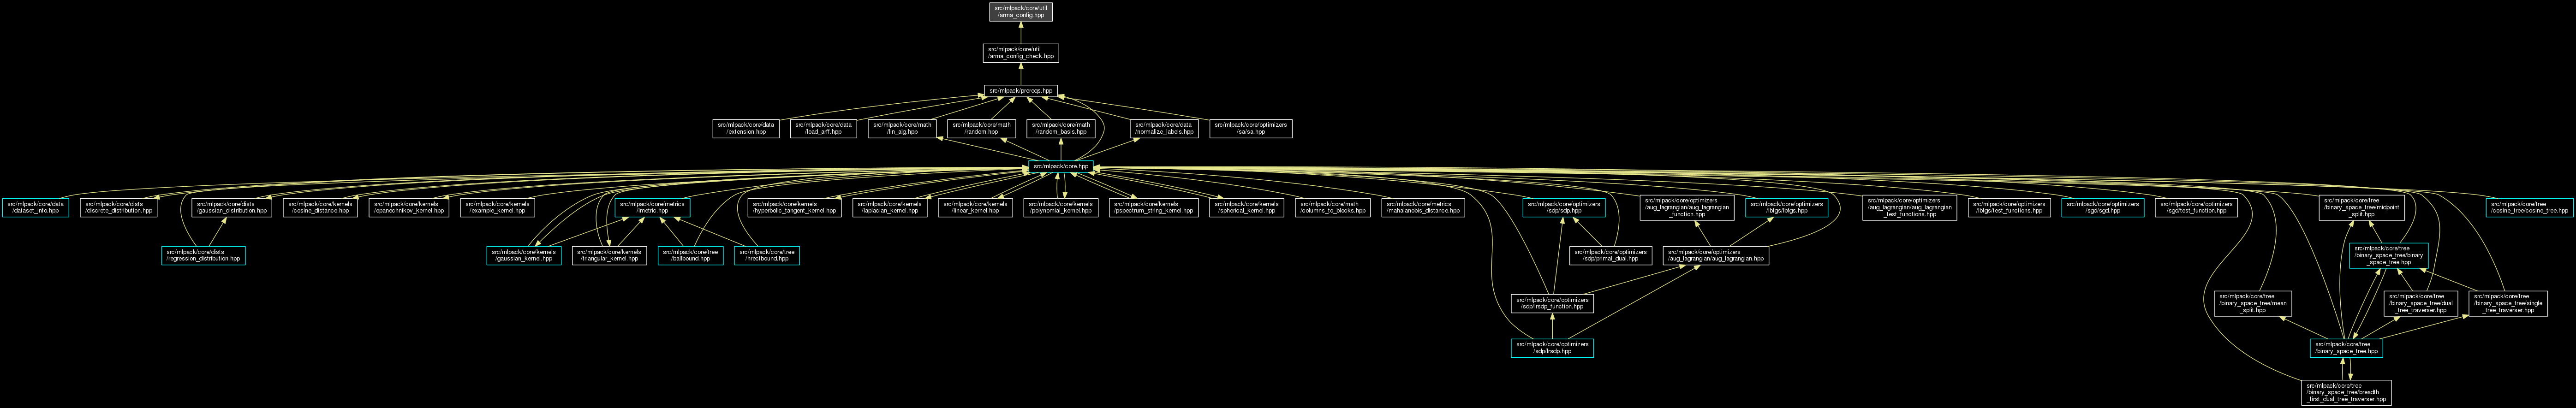 src/mlpack/core/util
/arma_config.hpp
src/mlpack/core/util
/arma_config_check.hpp
src/mlpack/prereqs.hpp
src/mlpack/core/data
/extension.hpp
src/mlpack/core/data
/load_arff.hpp
src/mlpack/core/math
/lin_alg.hpp
src/mlpack/core/math
/random.hpp
src/mlpack/core/math
/random_basis.hpp
src/mlpack/core/data
/normalize_labels.hpp
src/mlpack/core/optimizers
/sa/sa.hpp
src/mlpack/core.hpp
src/mlpack/core/data
/dataset_info.hpp
src/mlpack/core/dists
/discrete_distribution.hpp
src/mlpack/core/dists
/gaussian_distribution.hpp
src/mlpack/core/kernels
/cosine_distance.hpp
src/mlpack/core/kernels
/epanechnikov_kernel.hpp
src/mlpack/core/kernels
/example_kernel.hpp
src/mlpack/core/metrics
/lmetric.hpp
src/mlpack/core/kernels
/hyperbolic_tangent_kernel.hpp
src/mlpack/core/kernels
/laplacian_kernel.hpp
src/mlpack/core/kernels
/linear_kernel.hpp
src/mlpack/core/kernels
/polynomial_kernel.hpp
src/mlpack/core/kernels
/pspectrum_string_kernel.hpp
src/mlpack/core/kernels
/spherical_kernel.hpp
src/mlpack/core/math
/columns_to_blocks.hpp
src/mlpack/core/metrics
/mahalanobis_distance.hpp
src/mlpack/core/optimizers
/sdp/sdp.hpp
src/mlpack/core/optimizers
/aug_lagrangian/aug_lagrangian
_function.hpp
src/mlpack/core/optimizers
/lbfgs/lbfgs.hpp
src/mlpack/core/optimizers
/aug_lagrangian/aug_lagrangian
_test_functions.hpp
src/mlpack/core/optimizers
/lbfgs/test_functions.hpp
src/mlpack/core/optimizers
/sgd/sgd.hpp
src/mlpack/core/optimizers
/sgd/test_function.hpp
src/mlpack/core/tree
/binary_space_tree/midpoint
_split.hpp
src/mlpack/core/tree
/cosine_tree/cosine_tree.hpp
src/mlpack/core/dists
/regression_distribution.hpp
src/mlpack/core/kernels
/gaussian_kernel.hpp
src/mlpack/core/kernels
/triangular_kernel.hpp
src/mlpack/core/tree
/ballbound.hpp
src/mlpack/core/tree
/hrectbound.hpp
src/mlpack/core/optimizers
/sdp/primal_dual.hpp
src/mlpack/core/optimizers
/aug_lagrangian/aug_lagrangian.hpp
src/mlpack/core/tree
/binary_space_tree/binary
_space_tree.hpp
src/mlpack/core/optimizers
/sdp/lrsdp_function.hpp
src/mlpack/core/tree
/binary_space_tree/mean
_split.hpp
src/mlpack/core/tree
/binary_space_tree/dual
_tree_traverser.hpp
src/mlpack/core/tree
/binary_space_tree/single
_tree_traverser.hpp
src/mlpack/core/optimizers
/sdp/lrsdp.hpp
src/mlpack/core/tree
/binary_space_tree.hpp
src/mlpack/core/tree
/binary_space_tree/breadth
_first_dual_tree_traverser.hpp